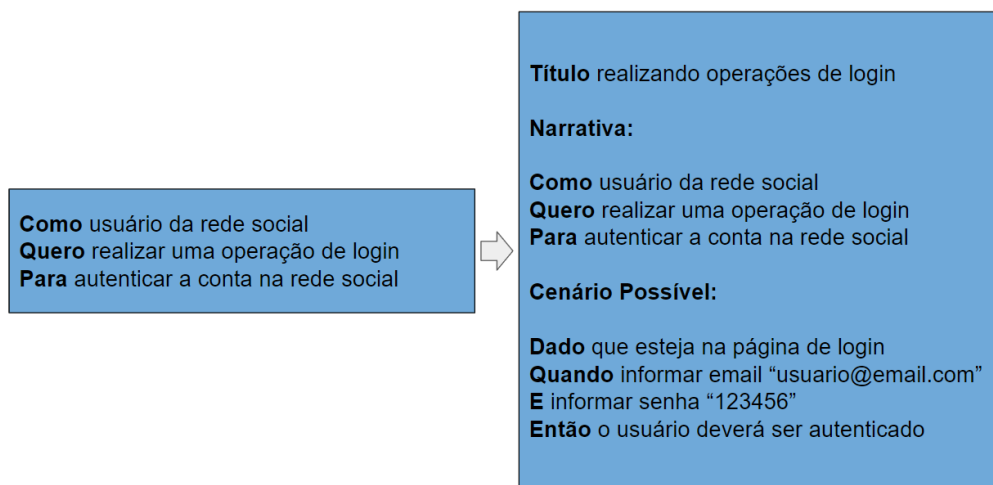 Como usuário da rede social
Quero realizar uma operação de login
Para autenticar a conta na rede social
Título realizando operações de login
Narrativa:
Como usuário da rede social
Quero realizar uma operação de login
Para autenticar a conta na rede social
Cenário Possível:
Dado que esteja na página de login
Quando informar email “usuario@email.com”
E informar senha “123456”
Então o usuário deverá ser autenticado